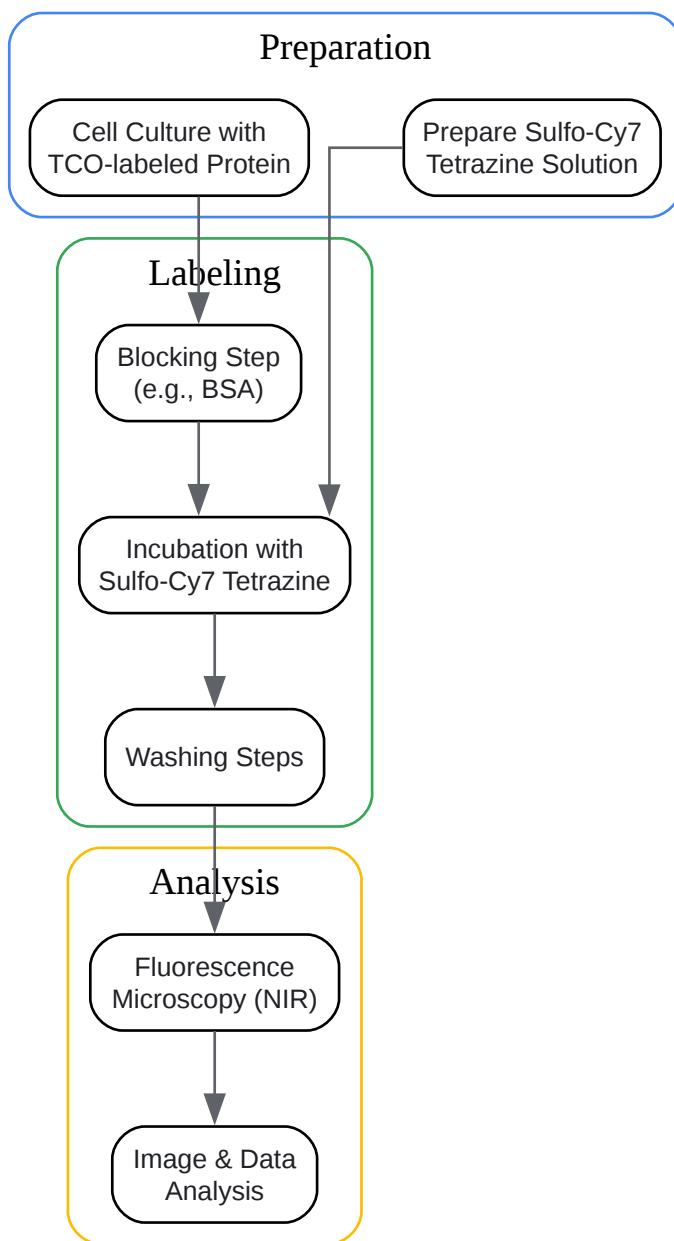 Preparation
Cell Culture with
TCO-labeled Protein
Prepare Sulfo-Cy7
Tetrazine Solution
Labeling
Blocking Step
(e.g., BSA)
Incubation with
Sulfo-Cy7 Tetrazine
Washing Steps
Analysis
Fluorescence
Microscopy (NIR)
Image & Data
Analysis